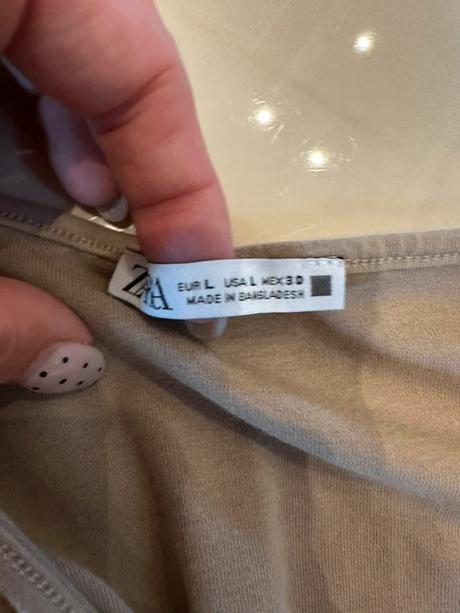 ZARA
EUR L USA L MEX 30
MADE IN BANGLADESH